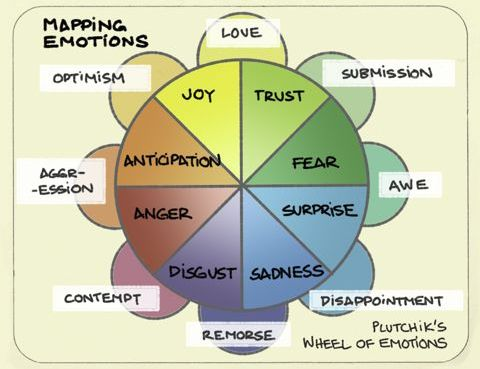 MAPPING
EMOTIONS
LOVE
OPTIMISM
SUBMISSION
JOY
TRUST
ANTICIPATION
FEAR
AGGR-
-ESSION
AWE
ANGER
SURPRISE
DISGUST
SADNESS
CONTEMPT
DISAPPOINTMENT
REMORSE
PLUTCHIK'S
WHEEL OF EMOTIONS